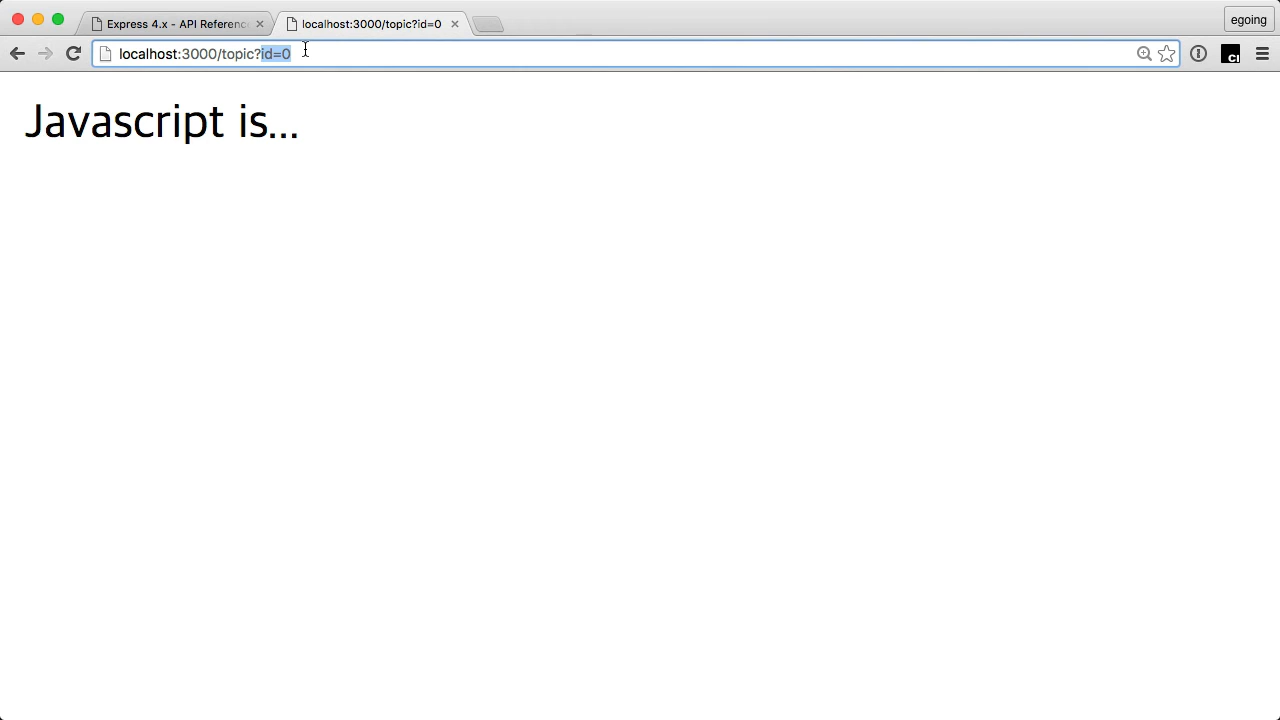 Express 4.x - API Referenc
localhost:3000/topic?id=0
egoing
localhost:3000/topic?id=0
Javascript is...